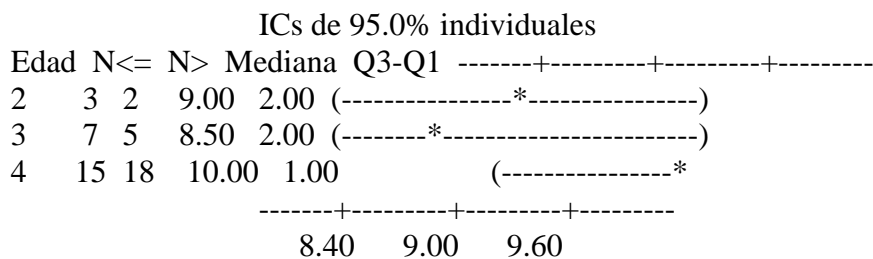 ICs de 95.0% individuales
Edad N<= N> Mediana Q3-Q1 -------+---------+---------+---------
2 3 2 9.00 2.00 (----------------*----------------)
3 7 5 8.50 2.00 (--------*------------------------)
4 15 18 10.00 1.00 (----------------*
-------+---------+---------+---------
8.40 9.00 9.60